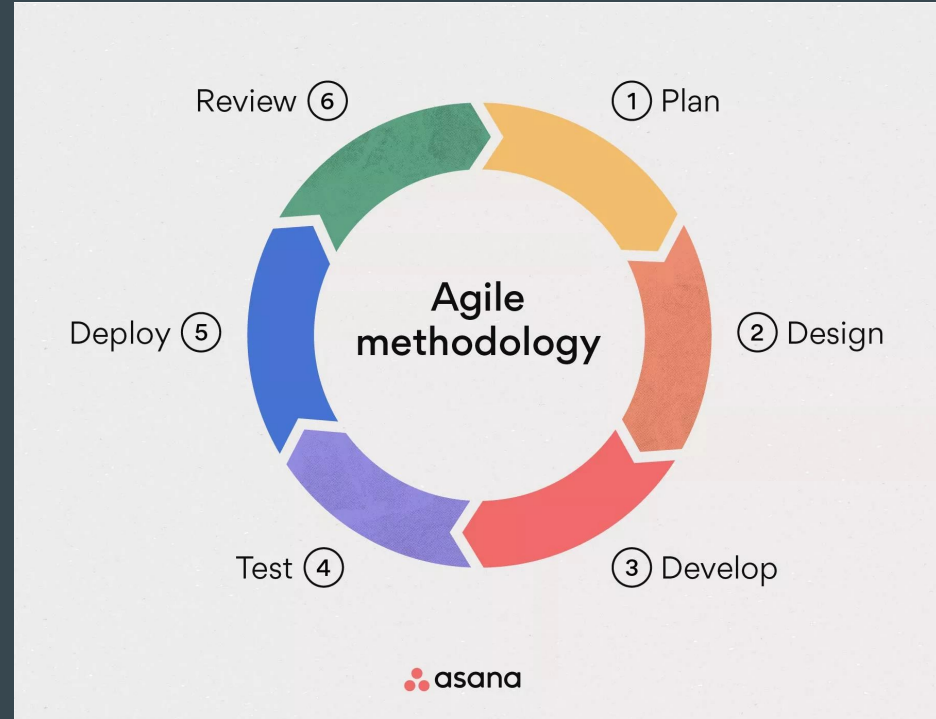 Review 6
1 Plan
Agile
methodology
Deploy 5
2 Design
Test 4
3 Develop
asana